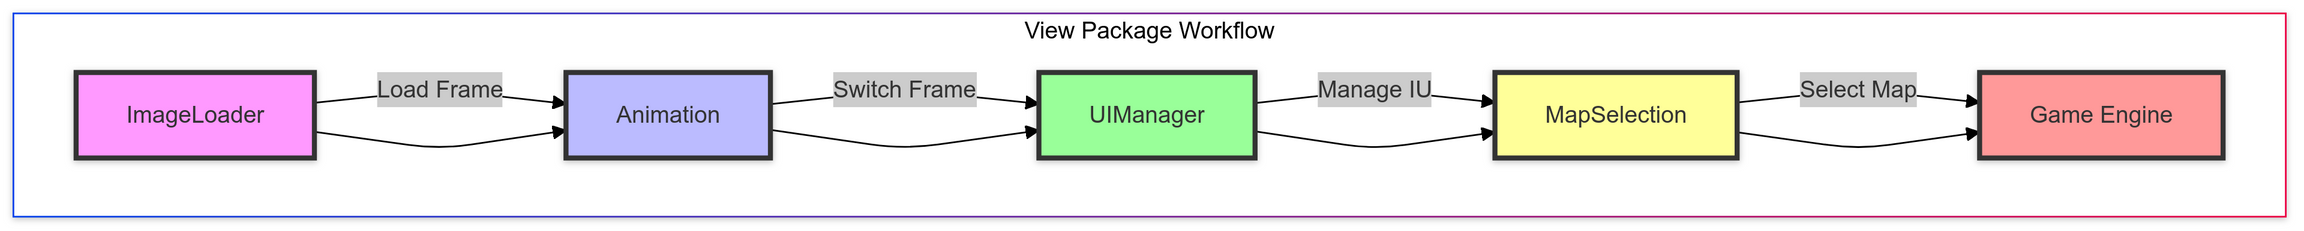 View Package Workflow
ImageLoader
Load Frame
Animation
Switch Frame
UIManager
Manage IU
MapSelection
Select Map
Game Engine